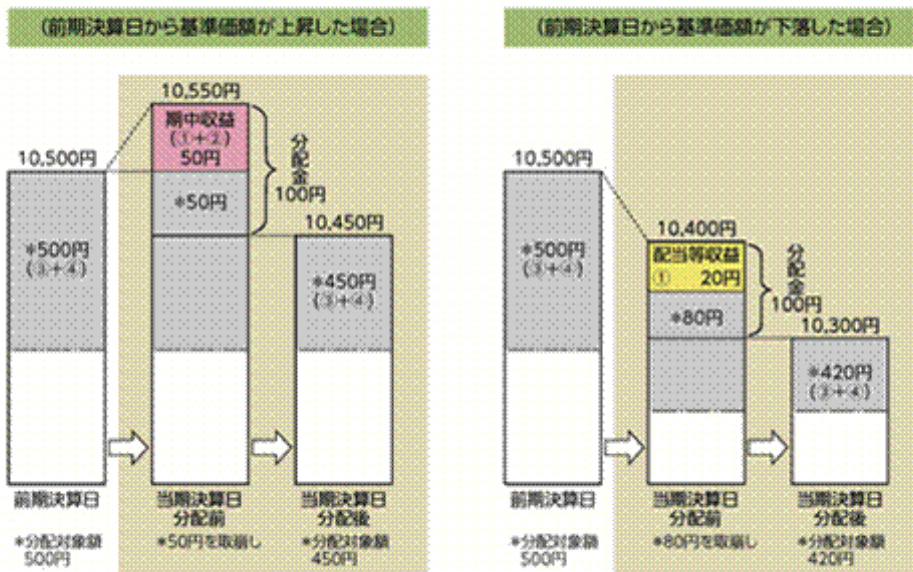 (前期決算日から基準価額が上昇した場合)
10,550円
期中収益
(①+②)
50円
分配金
100円
10,500円
*50円
10,450円
*500円
(③+④)
*450円
(③+④)
前期決算日
当期決算日
分配前
当期決算日
分配後
*分配対象額
500円
*50円を取崩し
*分配対象額
450円
(前期決算日から基準価額が下落した場合)
10,500円
10,400円
配当等収益
① 20円
分配金
100円
*500円
(③+④)
*80円
10,300円
*420円
(③+④)
前期決算日
当期決算日
分配前
当期決算日
分配後
*分配対象額
500円
*80円を取崩し
*分配対象額
420円